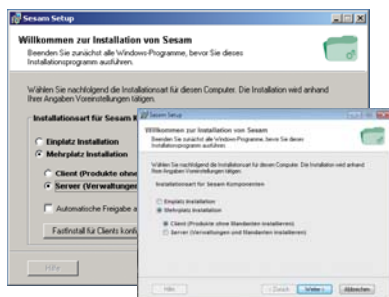 Sesam Setup
Willkommen zur Installation von Sesam
Beenden Sie zunächst alle Windows-Programme, bevor Sie dieses
Installationsprogramm ausführen.
Wählen Sie nachfolgend die Installationsart für diesen Computer. Die Installation wird anhand
Ihrer Angaben Voreinstellungen tätigen.
Installationsart für Sesam K
Einplatz Installation
Mehrplatz Installation
Client (Produkte ohne
Server (Verwaltungen
Automatische Freigabe a
Fastinstall für Clients konfi
Hilfe
Sesam Setup
Willkommen zur Installation von Sesam
Beenden Sie zunächst alle Windows-Programme, bevor Sie dieses
Installationsprogramm ausführen.
Wählen Sie nachfolgend die Installationsart für diesen Computer. Die Installation wird anhand
Ihrer Angaben Voreinstellungen tätigen.
Installationsart für Sesam-Komponenten
Einplatz Installation
Mehrplatz Installation
Client (Produkte ohne Mandanten installieren)
Server (Verwaltungen und Mandanten installieren)
Hilfe
< Zurück
Weiter >
Abbrechen